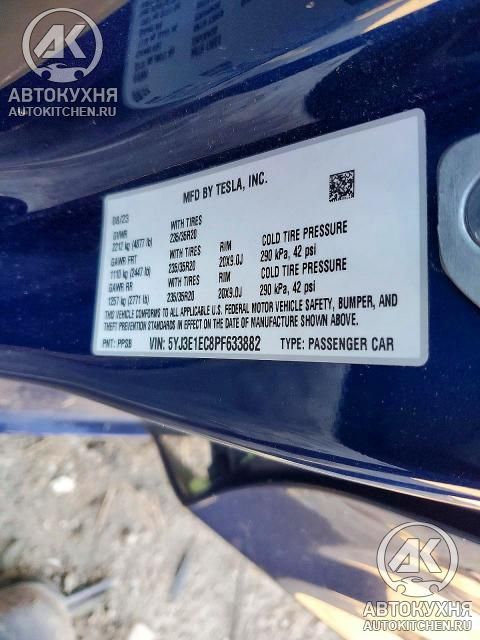 AK
АВТОКУХНЯ
AUTOKITCHEN.RU
MFD BY TESLA, INC.
08/23
GVWR WITH TIRES
2212 kg (4877 lb) 235/35R20 RIM COLD TIRE PRESSURE
GAWR FRT WITH TIRES 20X9.0J 290 kPa, 42 psi
1110 kg (2447 lb) 235/35R20 RIM COLD TIRE PRESSURE
GAWR RR WITH TIRES 20X9.0J 290 kPa, 42 psi
1257 kg (2771 lb) 235/35R20
THIS VEHICLE CONFORMS TO ALL APPLICABLE U.S. FEDERAL MOTOR VEHICLE SAFETY, BUMPER, AND
THEFT PREVENTION STANDARDS IN EFFECT ON THE DATE OF MANUFACTURE SHOWN ABOVE.
PNT: PPSB VIN: 5YJ3E1EC8PF633882 TYPE: PASSENGER CAR
AK
АВТОКУХНЯ
AUTOKITCHEN.RU